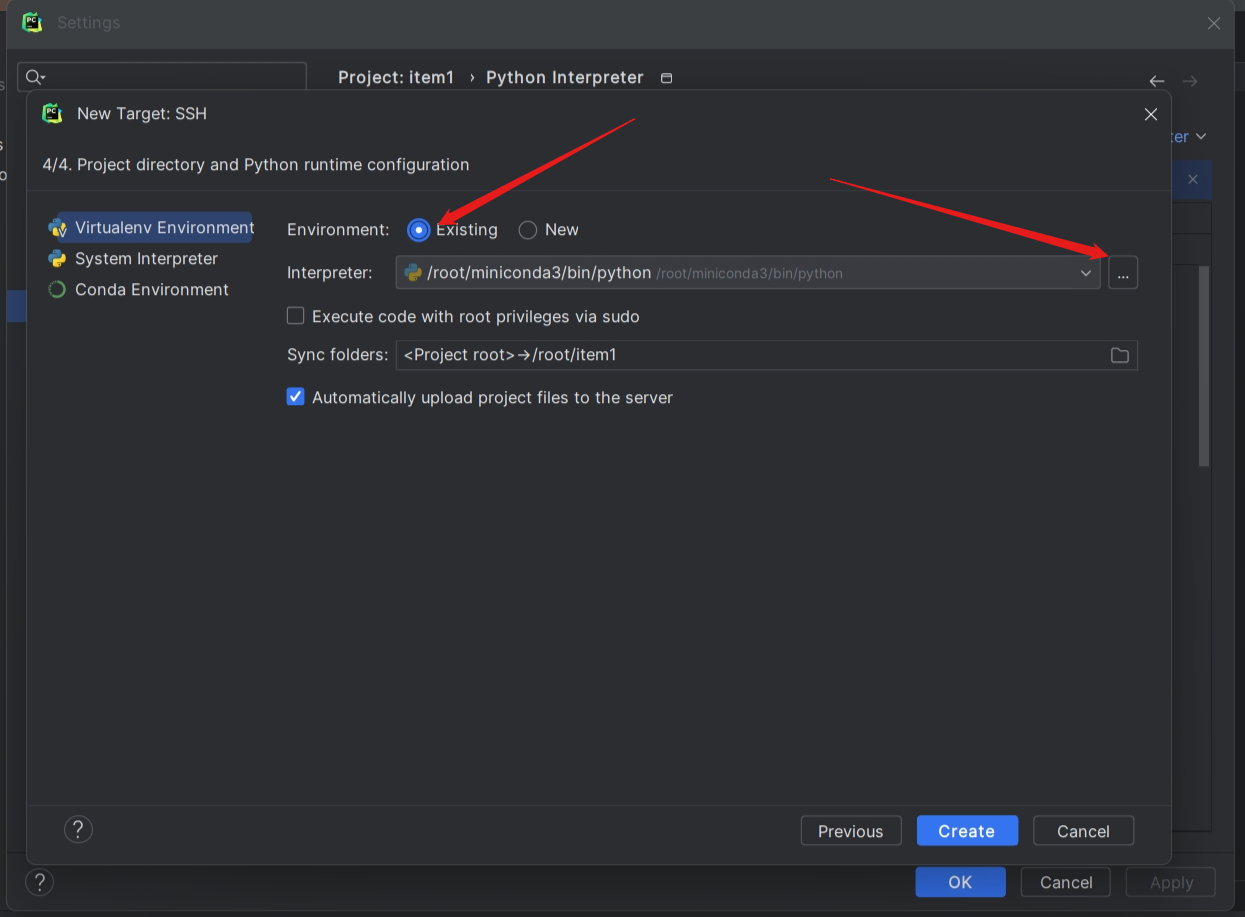 Settings
Project: item1 › Python Interpreter
New Target: SSH
4/4. Project directory and Python runtime configuration
Virtualenv Environment
System Interpreter
Conda Environment
Environment: Existing New
Interpreter: /root/miniconda3/bin/python /root/miniconda3/bin/python ...
Execute code with root privileges via sudo
Sync folders: <Project root>→/root/item1
Automatically upload project files to the server
? Previous Create Cancel
? OK Cancel Apply